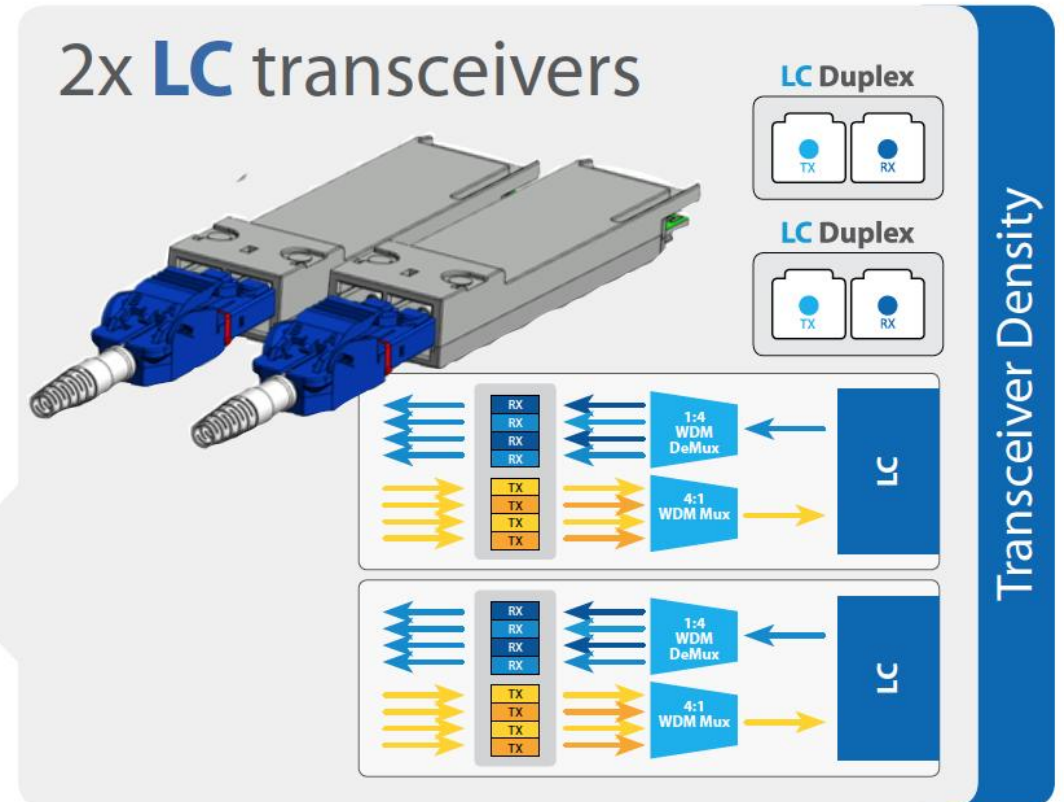 2x LC transceivers
LC Duplex
TX RX
LC Duplex
TX RX
RX
RX
RX
RX
TX
TX
TX
TX
1:4
WDM
DeMux
4:1
WDM Mux
LC
RX
RX
RX
RX
TX
TX
TX
TX
1:4
WDM
DeMux
4:1
WDM Mux
LC
Transceiver Density